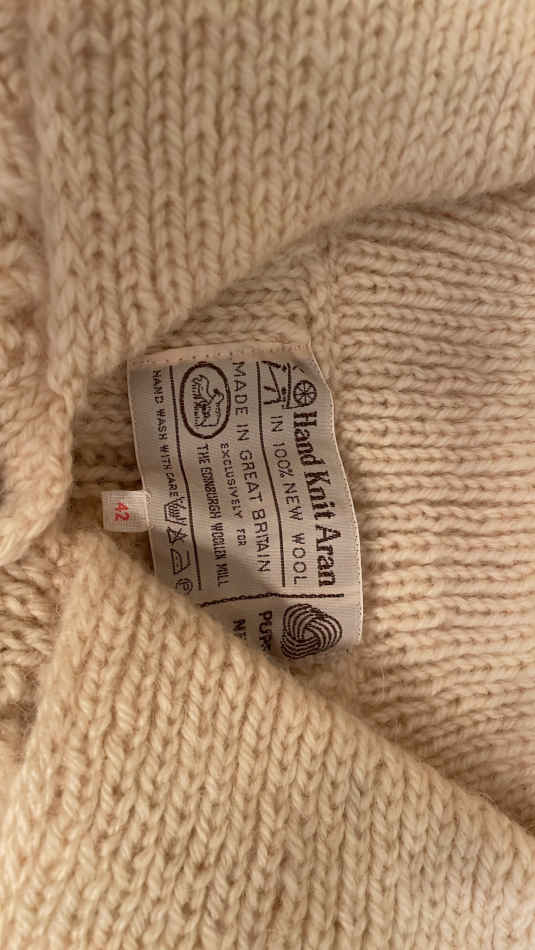 Hand Knit Aran
IN 100% NEW WOOL
MADE IN GREAT BRITAIN
EXCLUSIVELY FOR
THE EDINBURGH WOOLLEN MILL
HAND WASH WITH CARE
P
PUR
NE
42